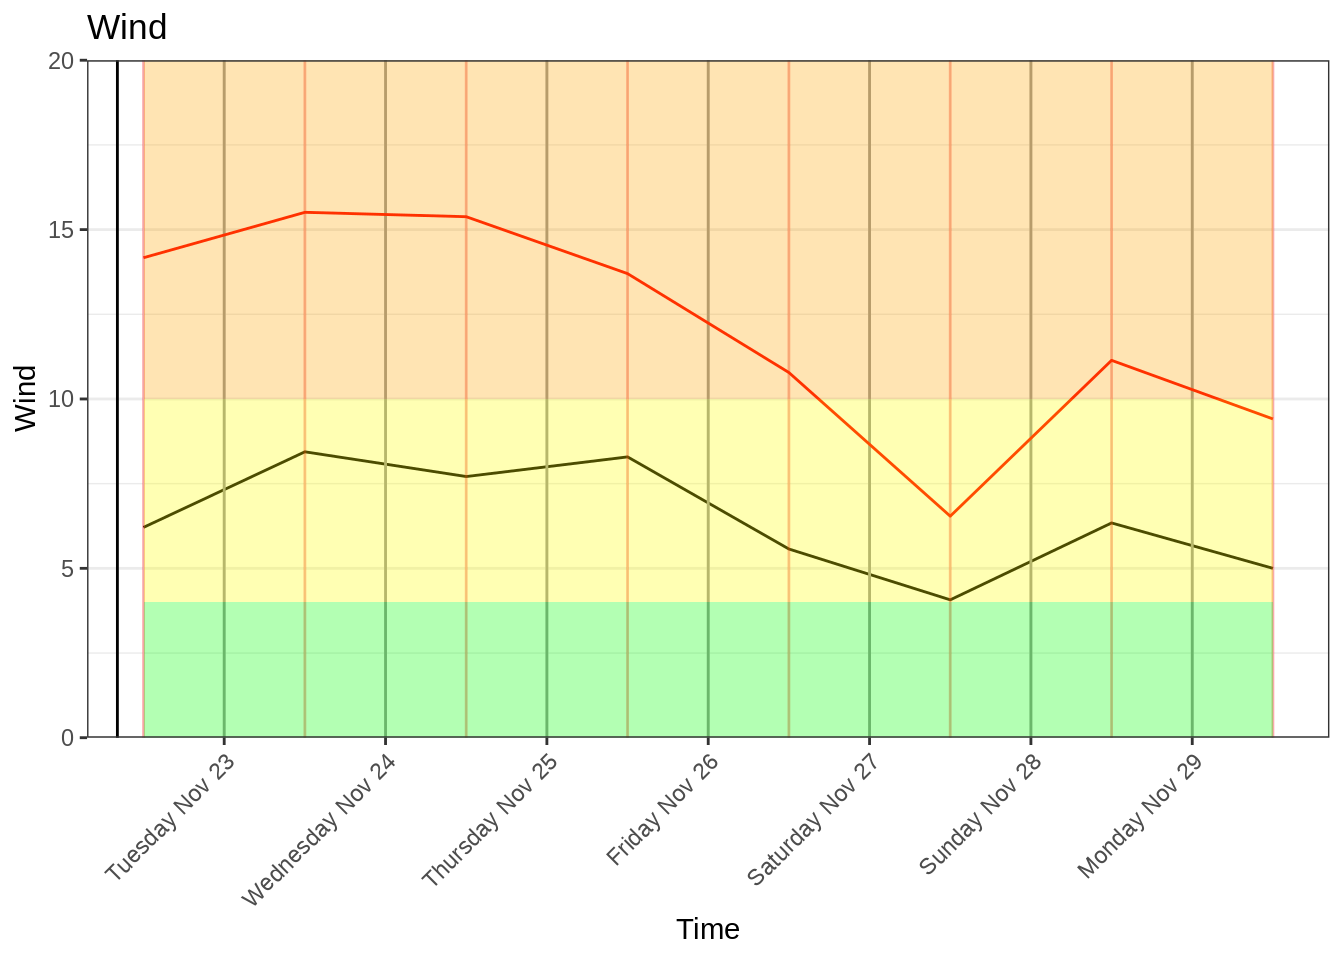 Wind
20
15
10
5
0
Wind
Tuesday Nov 23
Wednesday Nov 24
Thursday Nov 25
Friday Nov 26
Saturday Nov 27
Sunday Nov 28
Monday Nov 29
Time